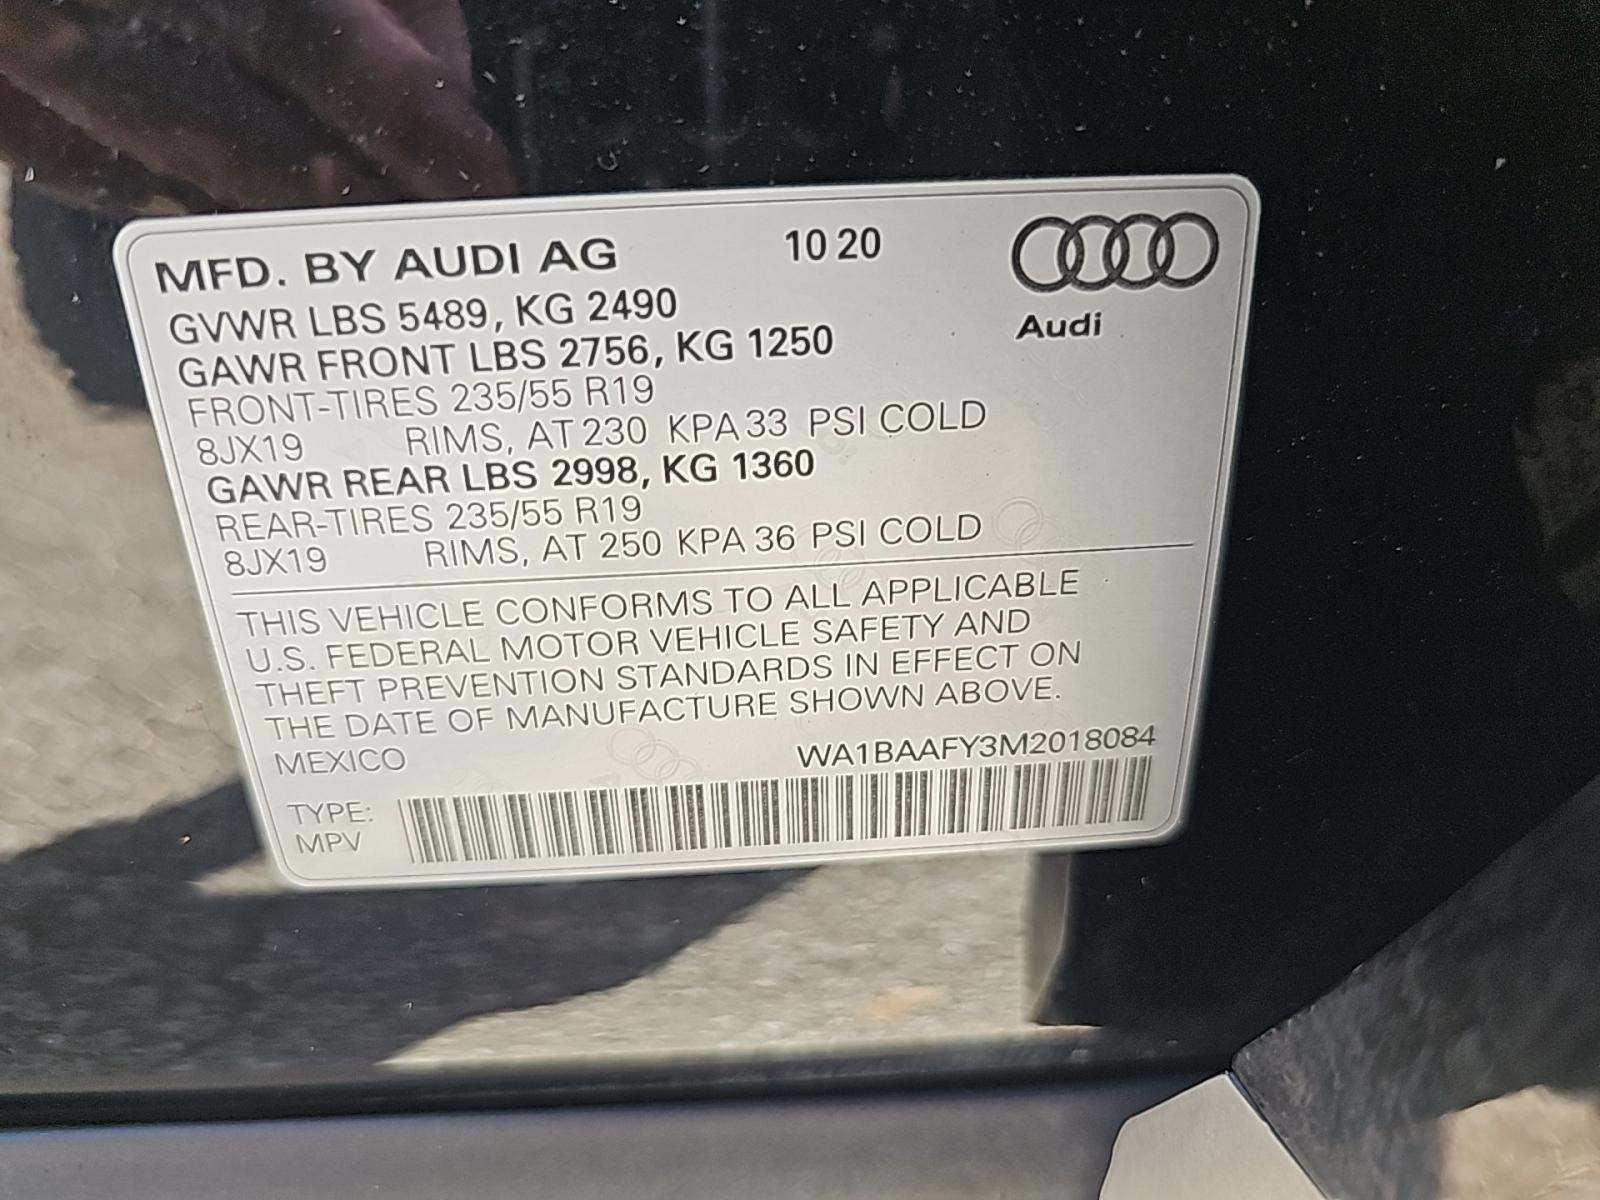 MFD. BY AUDI AG 10 20
GVWR LBS 5489, KG 2490
GAWR FRONT LBS 2756, KG 1250
FRONT-TIRES 235/55 R19
8JX19 RIMS, AT 230 KPA 33 PSI COLD
GAWR REAR LBS 2998, KG 1360
REAR-TIRES 235/55 R19
8JX19 RIMS, AT 250 KPA 36 PSI COLD
Audi
THIS VEHICLE CONFORMS TO ALL APPLICABLE
U.S. FEDERAL MOTOR VEHICLE SAFETY AND
THEFT PREVENTION STANDARDS IN EFFECT ON
THE DATE OF MANUFACTURE SHOWN ABOVE.
MEXICO WA1BAAFY3M2018084
TYPE:
MPV